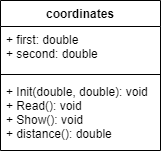 coordinates
+ first: double
+ second: double
+ Init(double, double): void
+ Read(): void
+ Show(): void
+ distance(): double